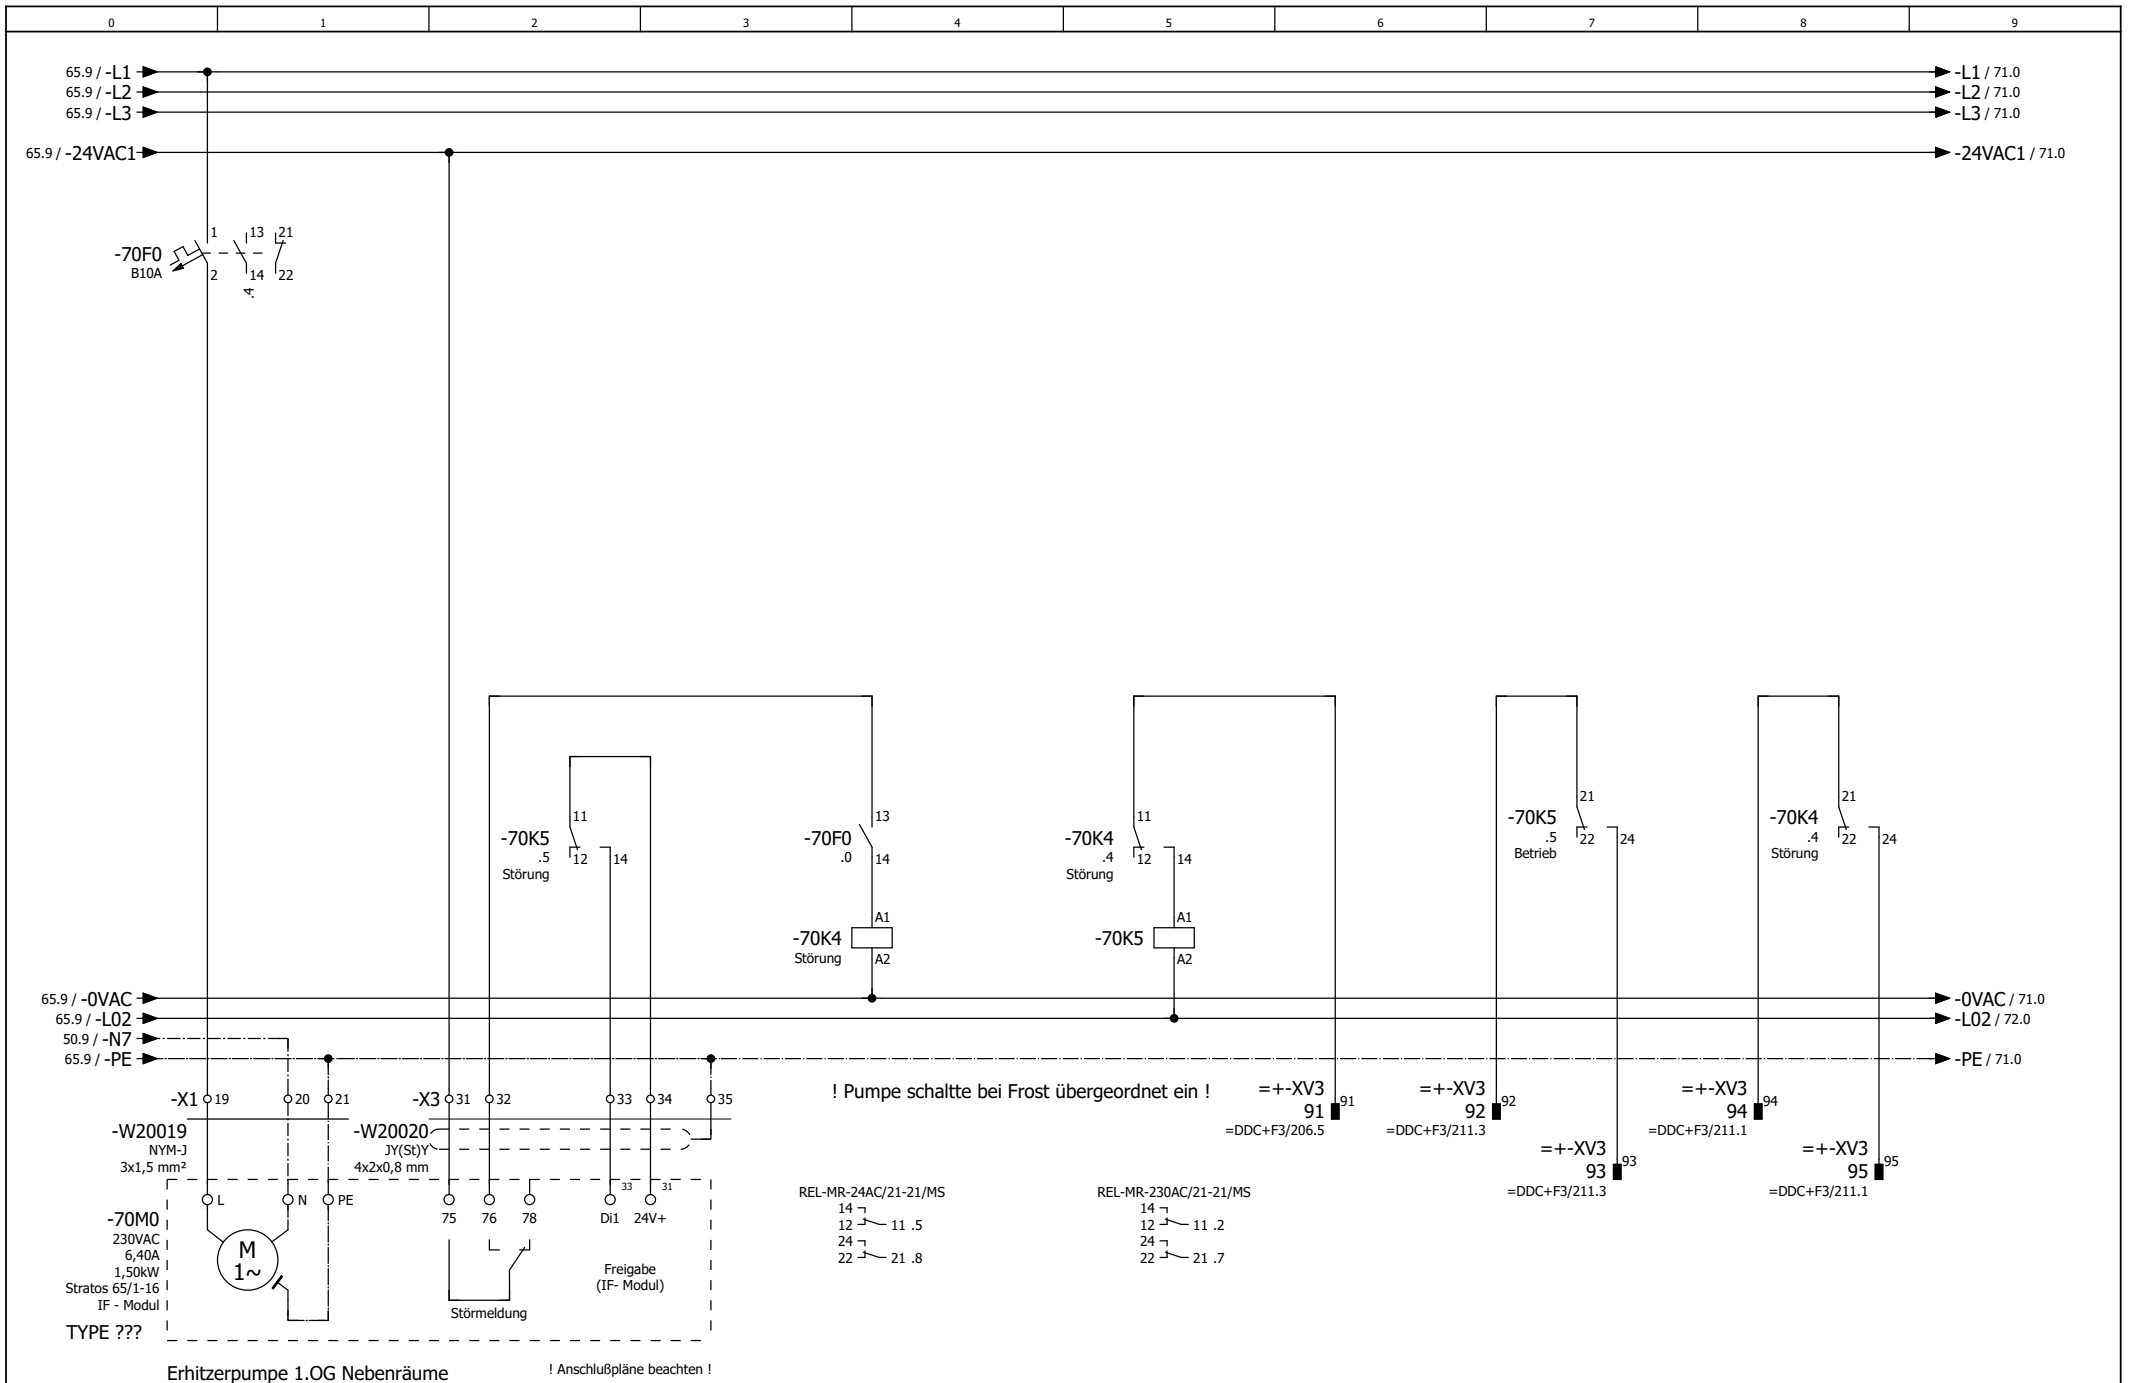 0 1 2 3 4 5 6 7 8 9
65.9 / -L1 -L1 / 71.0
65.9 / -L2 -L2 / 71.0
65.9 / -L3 -L3 / 71.0
65.9 / -24VAC1 -24VAC1 / 71.0
1 13 21
-70F0
B10A
2 14 22
.4
11
-70K5
.5
12 14
Störung
13
-70F0
.0
14
11
-70K4
.4
12 14
Störung
21
-70K5
.5
22 24
Betrieb
21
-70K4
.4
22 24
Störung
A1
-70K4
Störung
A2
A1
-70K5
A2
65.9 / -0VAC -0VAC / 71.0
65.9 / -L02 -L02 / 72.0
50.9 / -N7
65.9 / -PE -PE / 71.0
-X1 19 20 21
-X3 31 32 33 34 35
! Pumpe schaltte bei Frost übergeordnet ein !
=+-XV3
91 91
=DDC+F3/206.5
=+-XV3
92 92
=DDC+F3/211.3
=+-XV3
93 93
=DDC+F3/211.3
=+-XV3
94 94
=DDC+F3/211.1
=+-XV3
95 95
=DDC+F3/211.1
-W20019
NYM-J
3x1,5 mm²
-W20020
JY(St)Y
4x2x0,8 mm
L N PE
33 31
75 76 78 Di1 24V+
-70M0
230VAC
6,40A
1,50kW
Stratos 65/1-16
IF - Modul
TYPE ???
M
1~
Störmeldung
Freigabe
(IF- Modul)
REL-MR-24AC/21-21/MS
14
12 11 .5
24
22 21 .8
REL-MR-230AC/21-21/MS
14
12 11 .2
24
22 21 .7
Erhitzerpumpe 1.OG Nebenräume
! Anschlußpläne beachten !